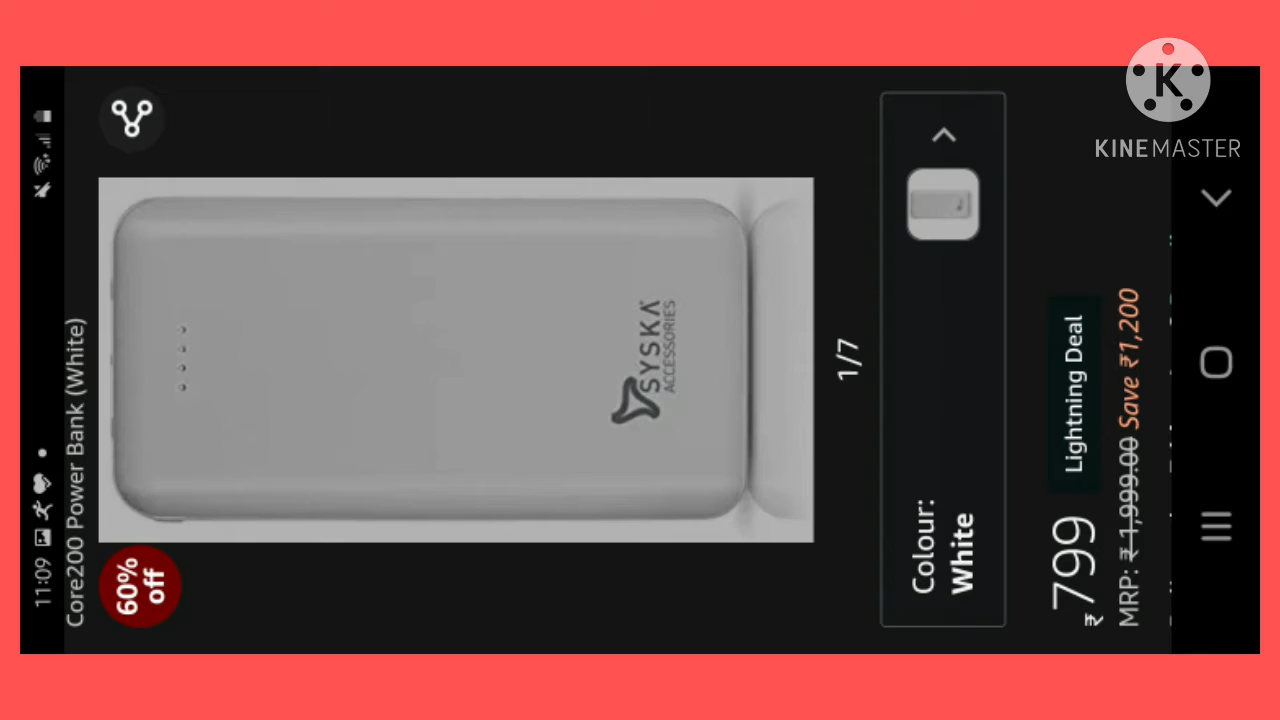 KINEMASTER
11:09
Core200 Power Bank (White)
60%
off
SYSKA
ACCESSORIES
1/7
Colour:
White
₹799 Lightning Deal
MRP: ₹1,999.00 Save ₹1,200